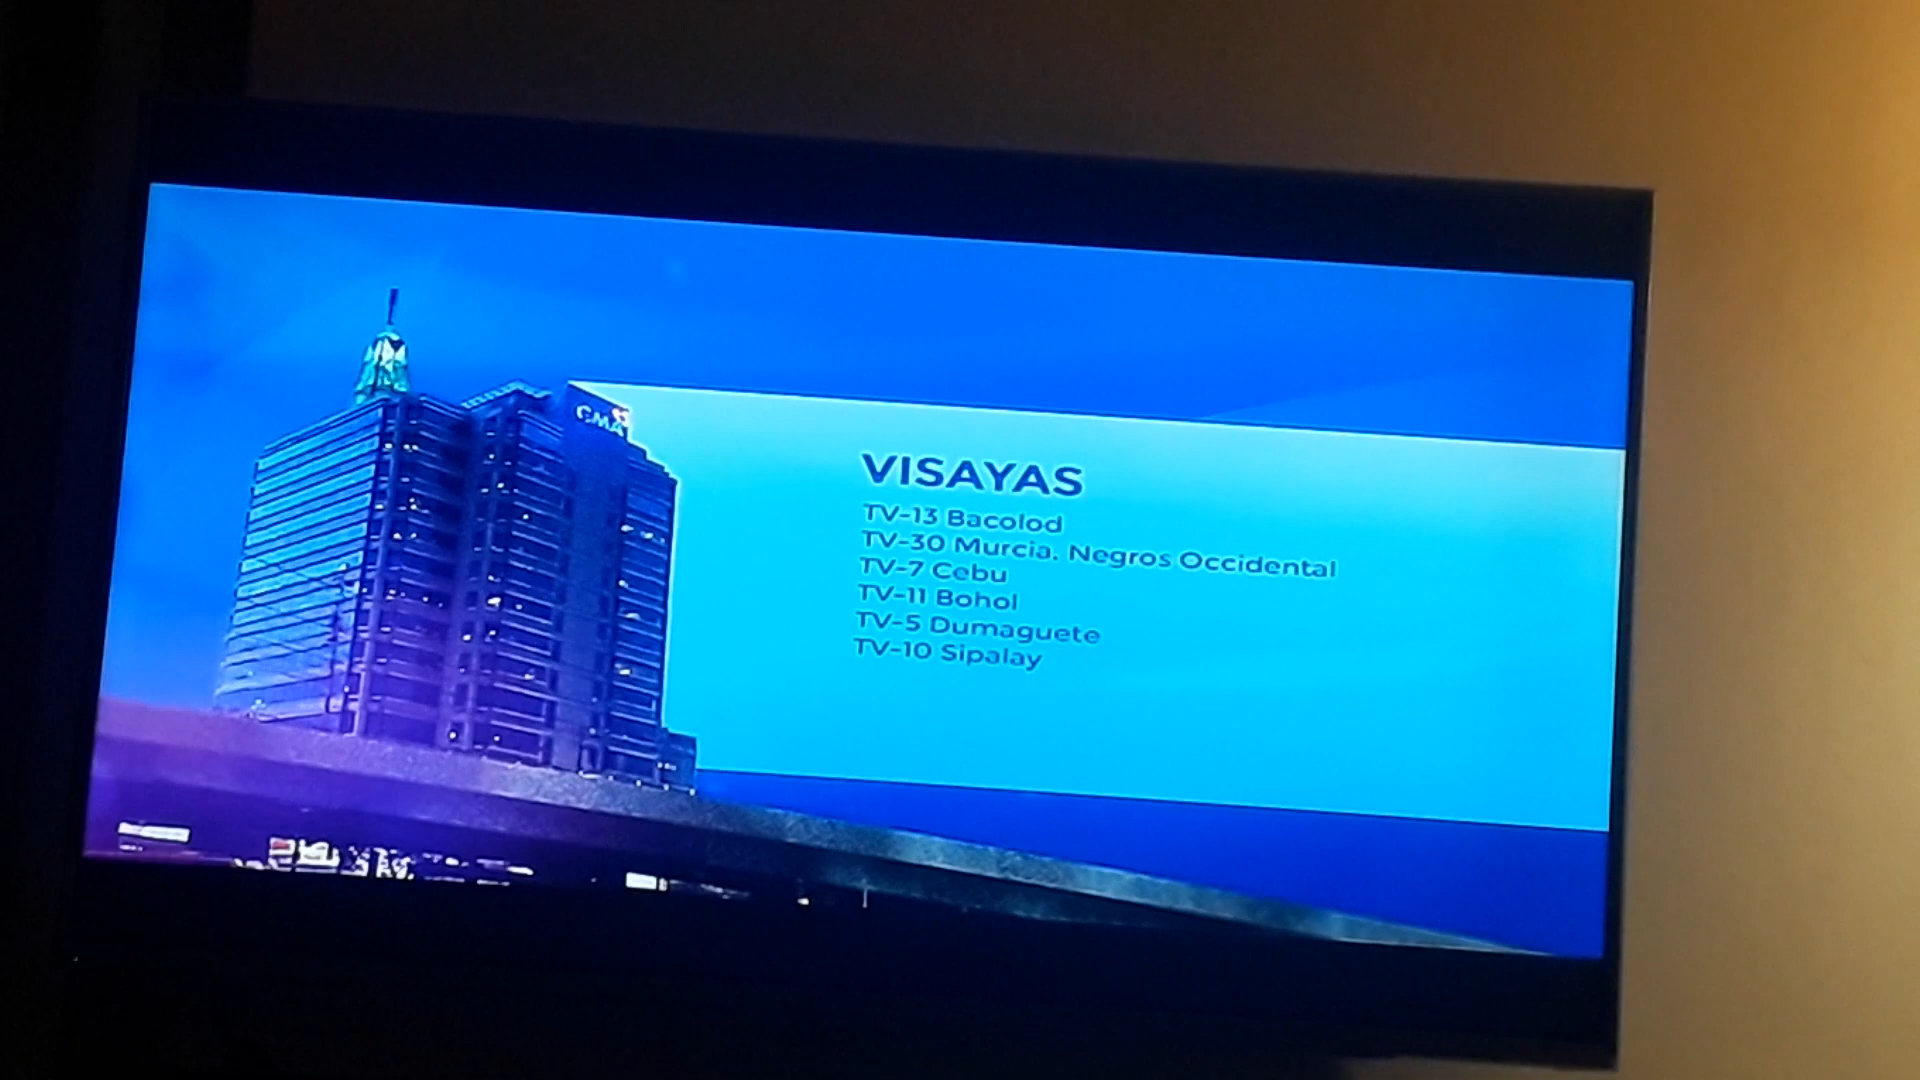 GMA
VISAYAS
TV-13 Bacolod
TV-30 Murcia, Negros Occidental
TV-7 Cebu
TV-11 Bohol
TV-5 Dumaguete
TV-10 Sipalay